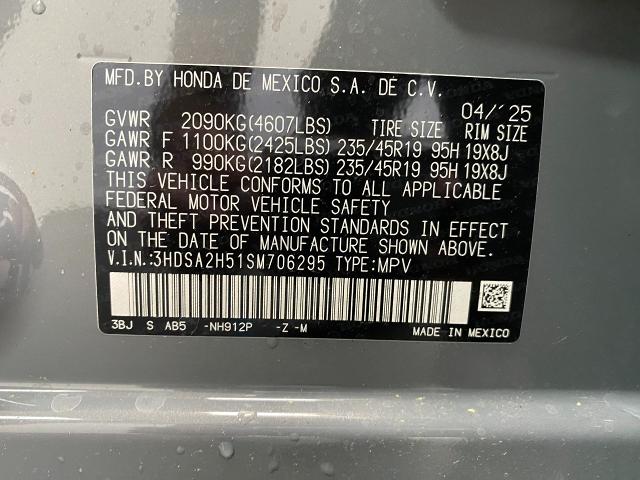 MFD.BY HONDA DE MEXICO S.A. DE C.V.
04/'25
GVWR 2090KG(4607LBS) TIRE SIZE RIM SIZE
GAWR F 1100KG(2425LBS) 235/45R19 95H 19X8J
GAWR R 990KG(2182LBS) 235/45R19 95H 19X8J
THIS VEHICLE CONFORMS TO ALL APPLICABLE
FEDERAL MOTOR VEHICLE SAFETY
AND THEFT PREVENTION STANDARDS IN EFFECT
ON THE DATE OF MANUFACTURE SHOWN ABOVE.
V.I.N.:3HDSA2H51SM706295 TYPE:MPV
3BJ S AB5 -NH912P -Z -M MADE IN MEXICO